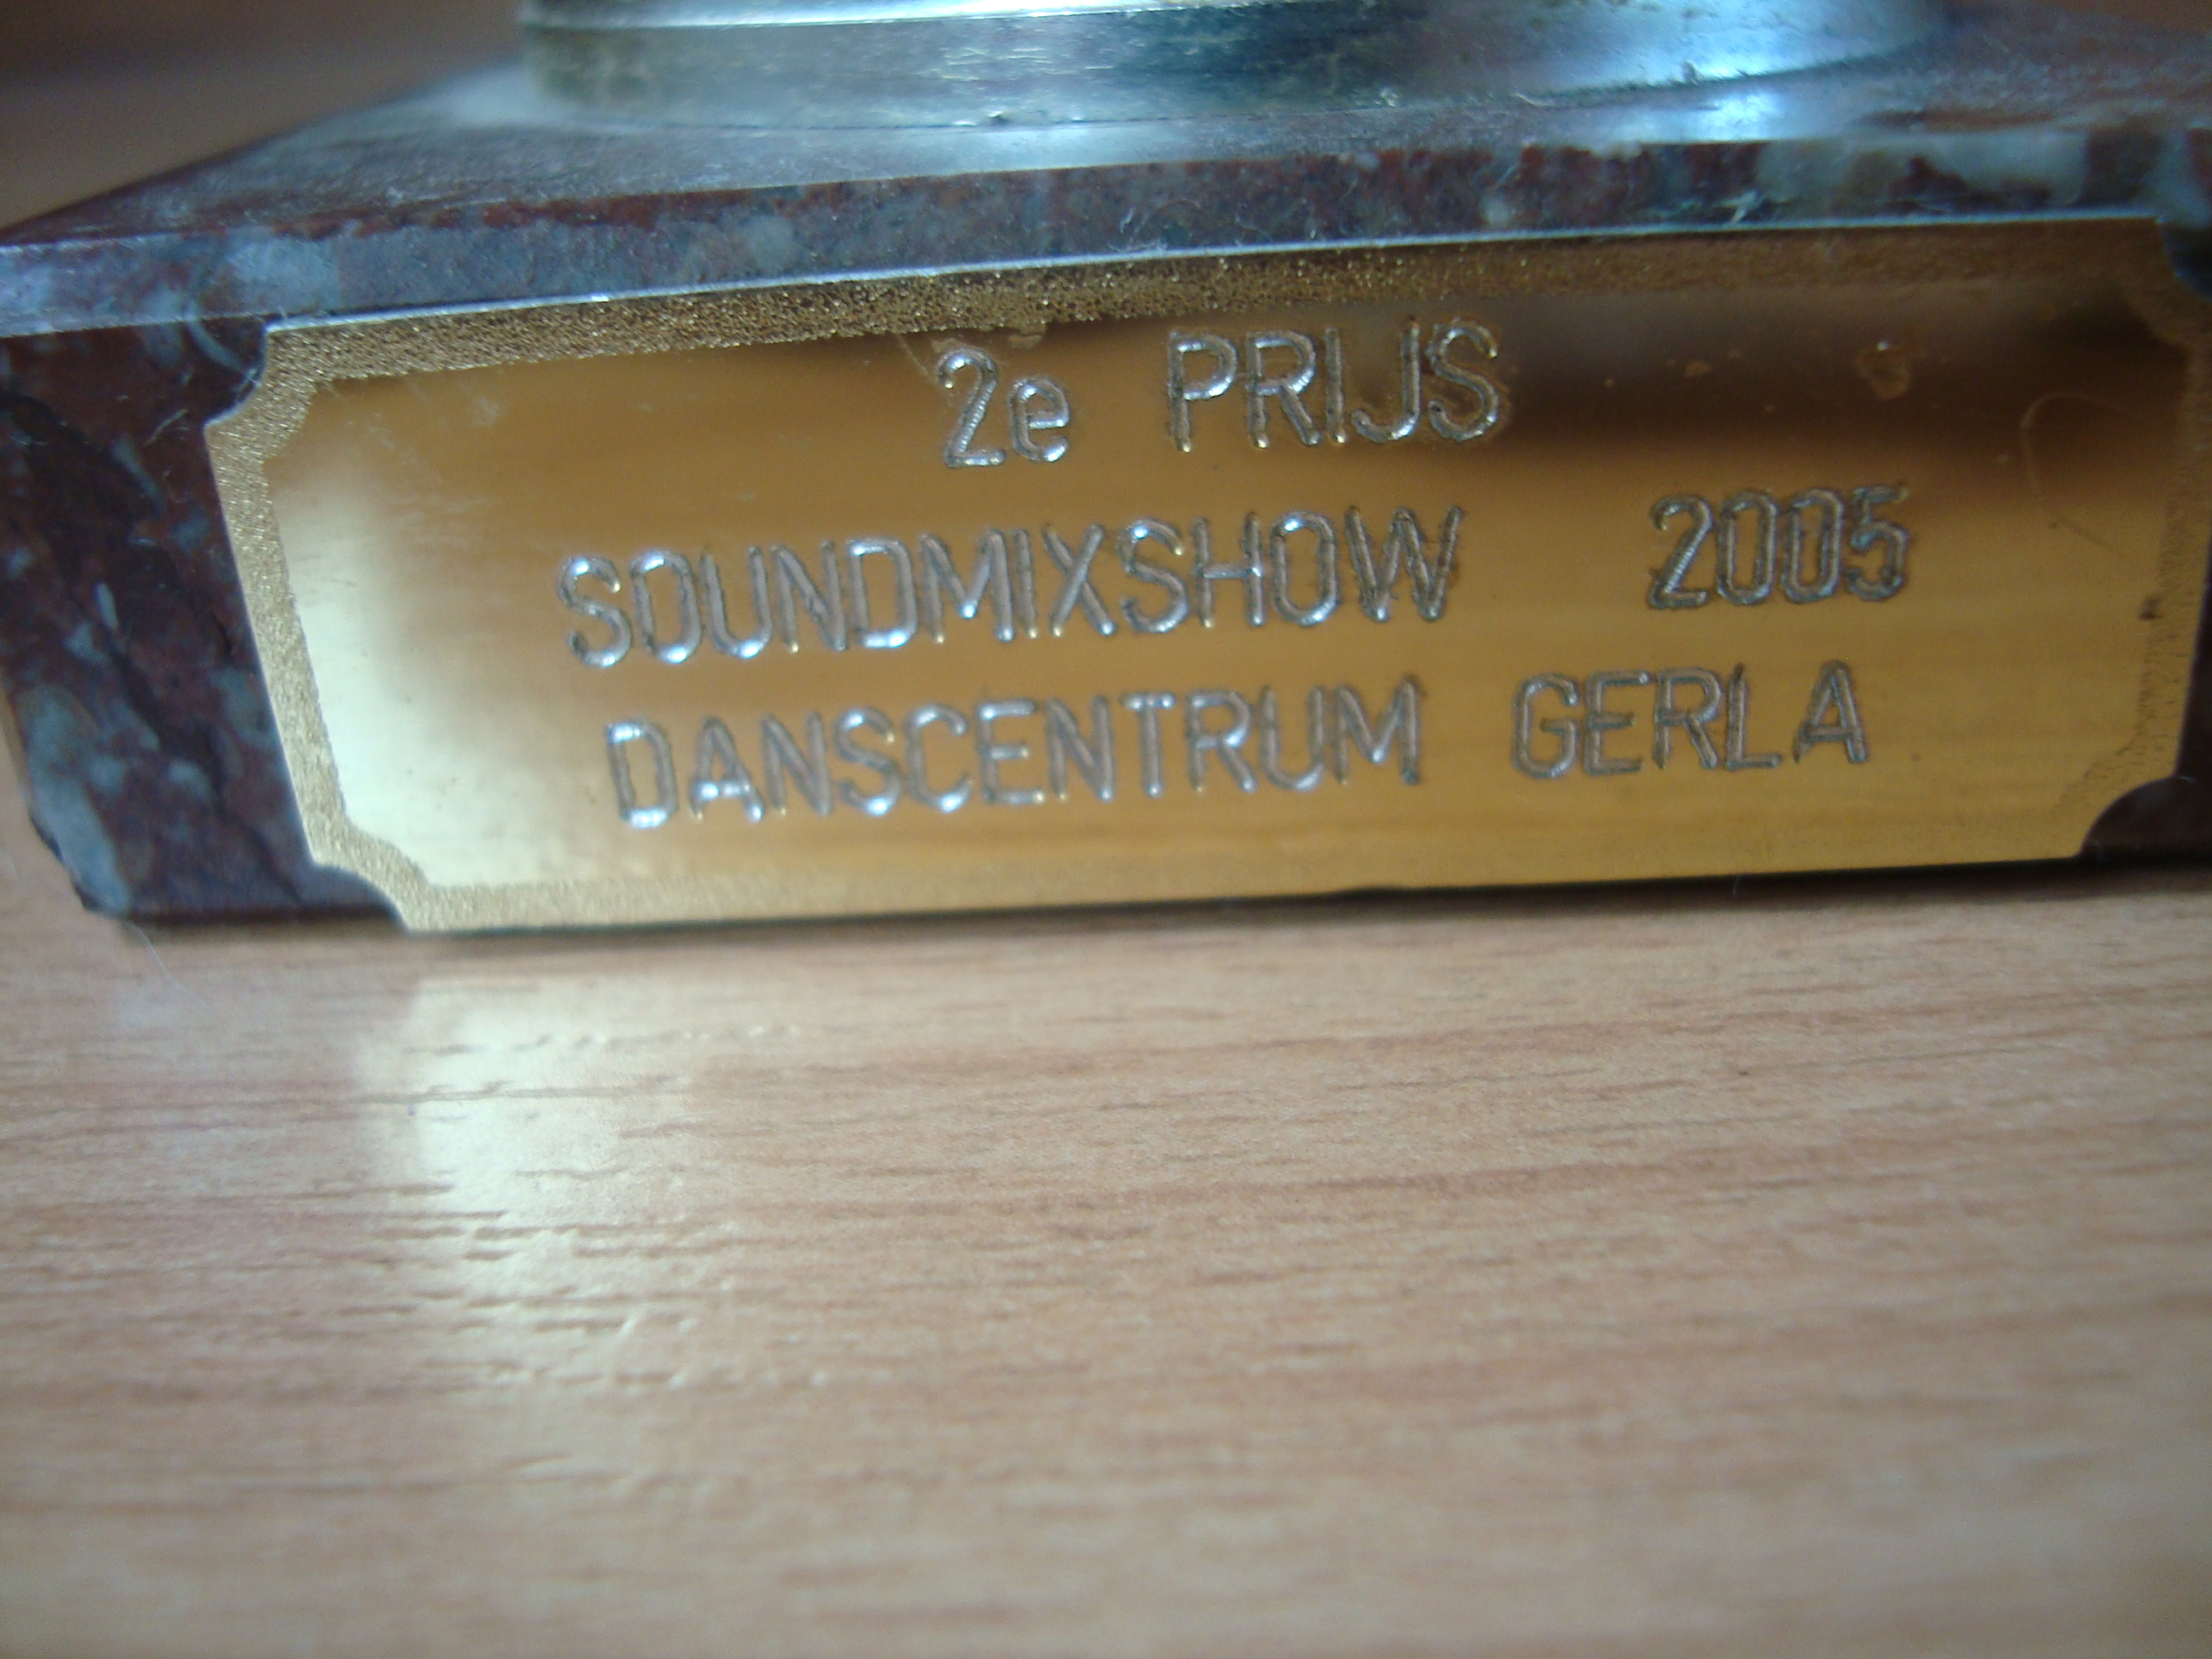 2e PRIJS
SOUNDMIXSHOW 2005
DANSCENTRUM GERLA